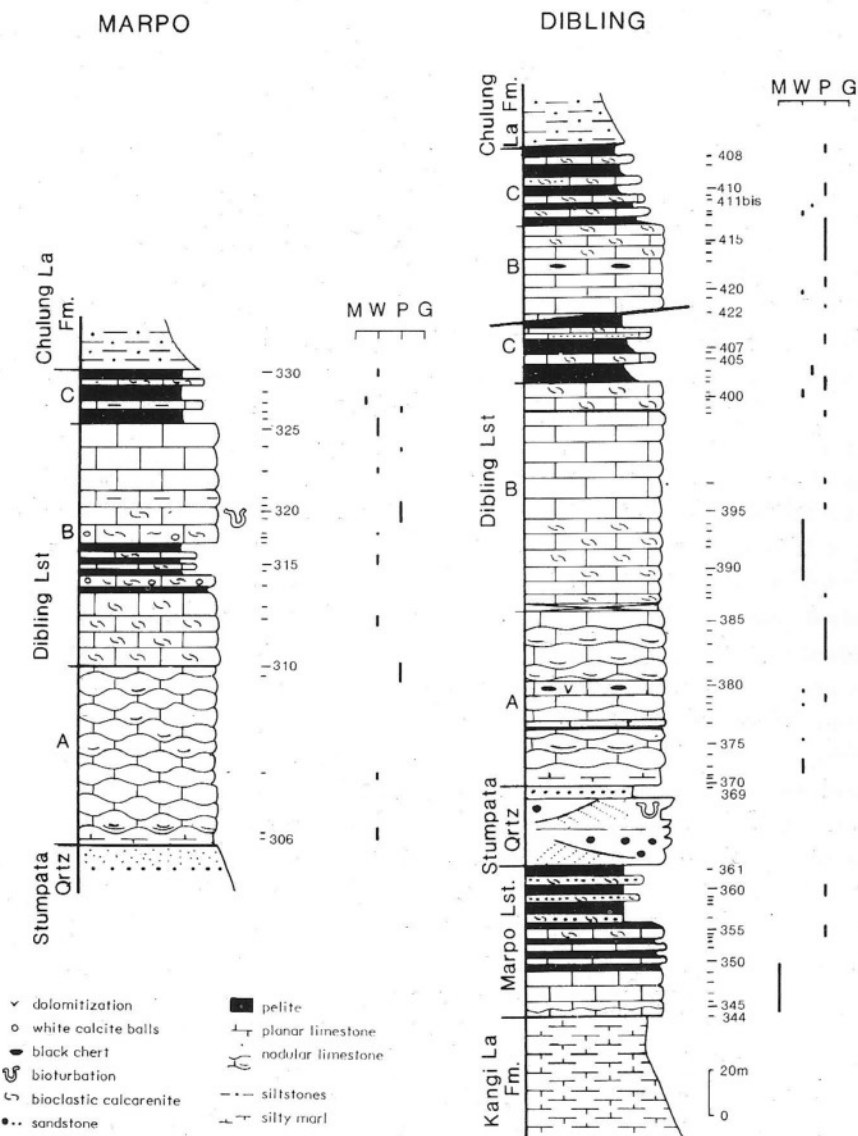 MARPO
DIBLING
M W P G
Chulung La Fm.
408
410
C
411bis
415
B
420
422
C
407
405
400
Dibling Lst
B
395
390
385
380
A
375
370
369
Stumpata Qrtz
361
360
Marpo Lst.
355
350
345
344
Kangi La Fm.
20m
0
M W P G
Chulung La Fm.
330
C
325
320
B
315
Dibling Lst
310
A
306
Stumpata Qrtz
dolomitization
white calcite balls
black chert
bioturbation
bioclastic calcarenite
sandstone
pelite
planar limestone
nodular limestone
siltstones
silty marl